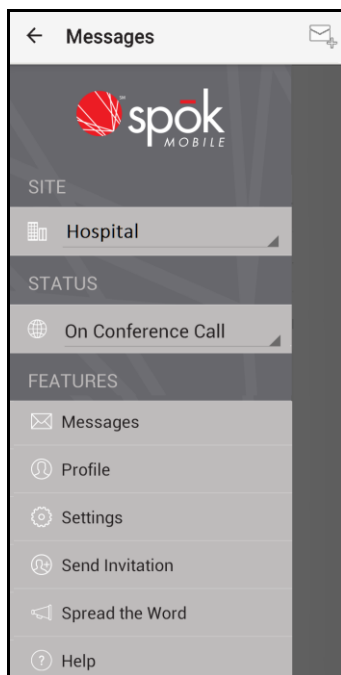 Messages
spōk
MOBILE
SITE
Hospital
STATUS
On Conference Call
FEATURES
Messages
Profile
Settings
Send Invitation
Spread the Word
Help